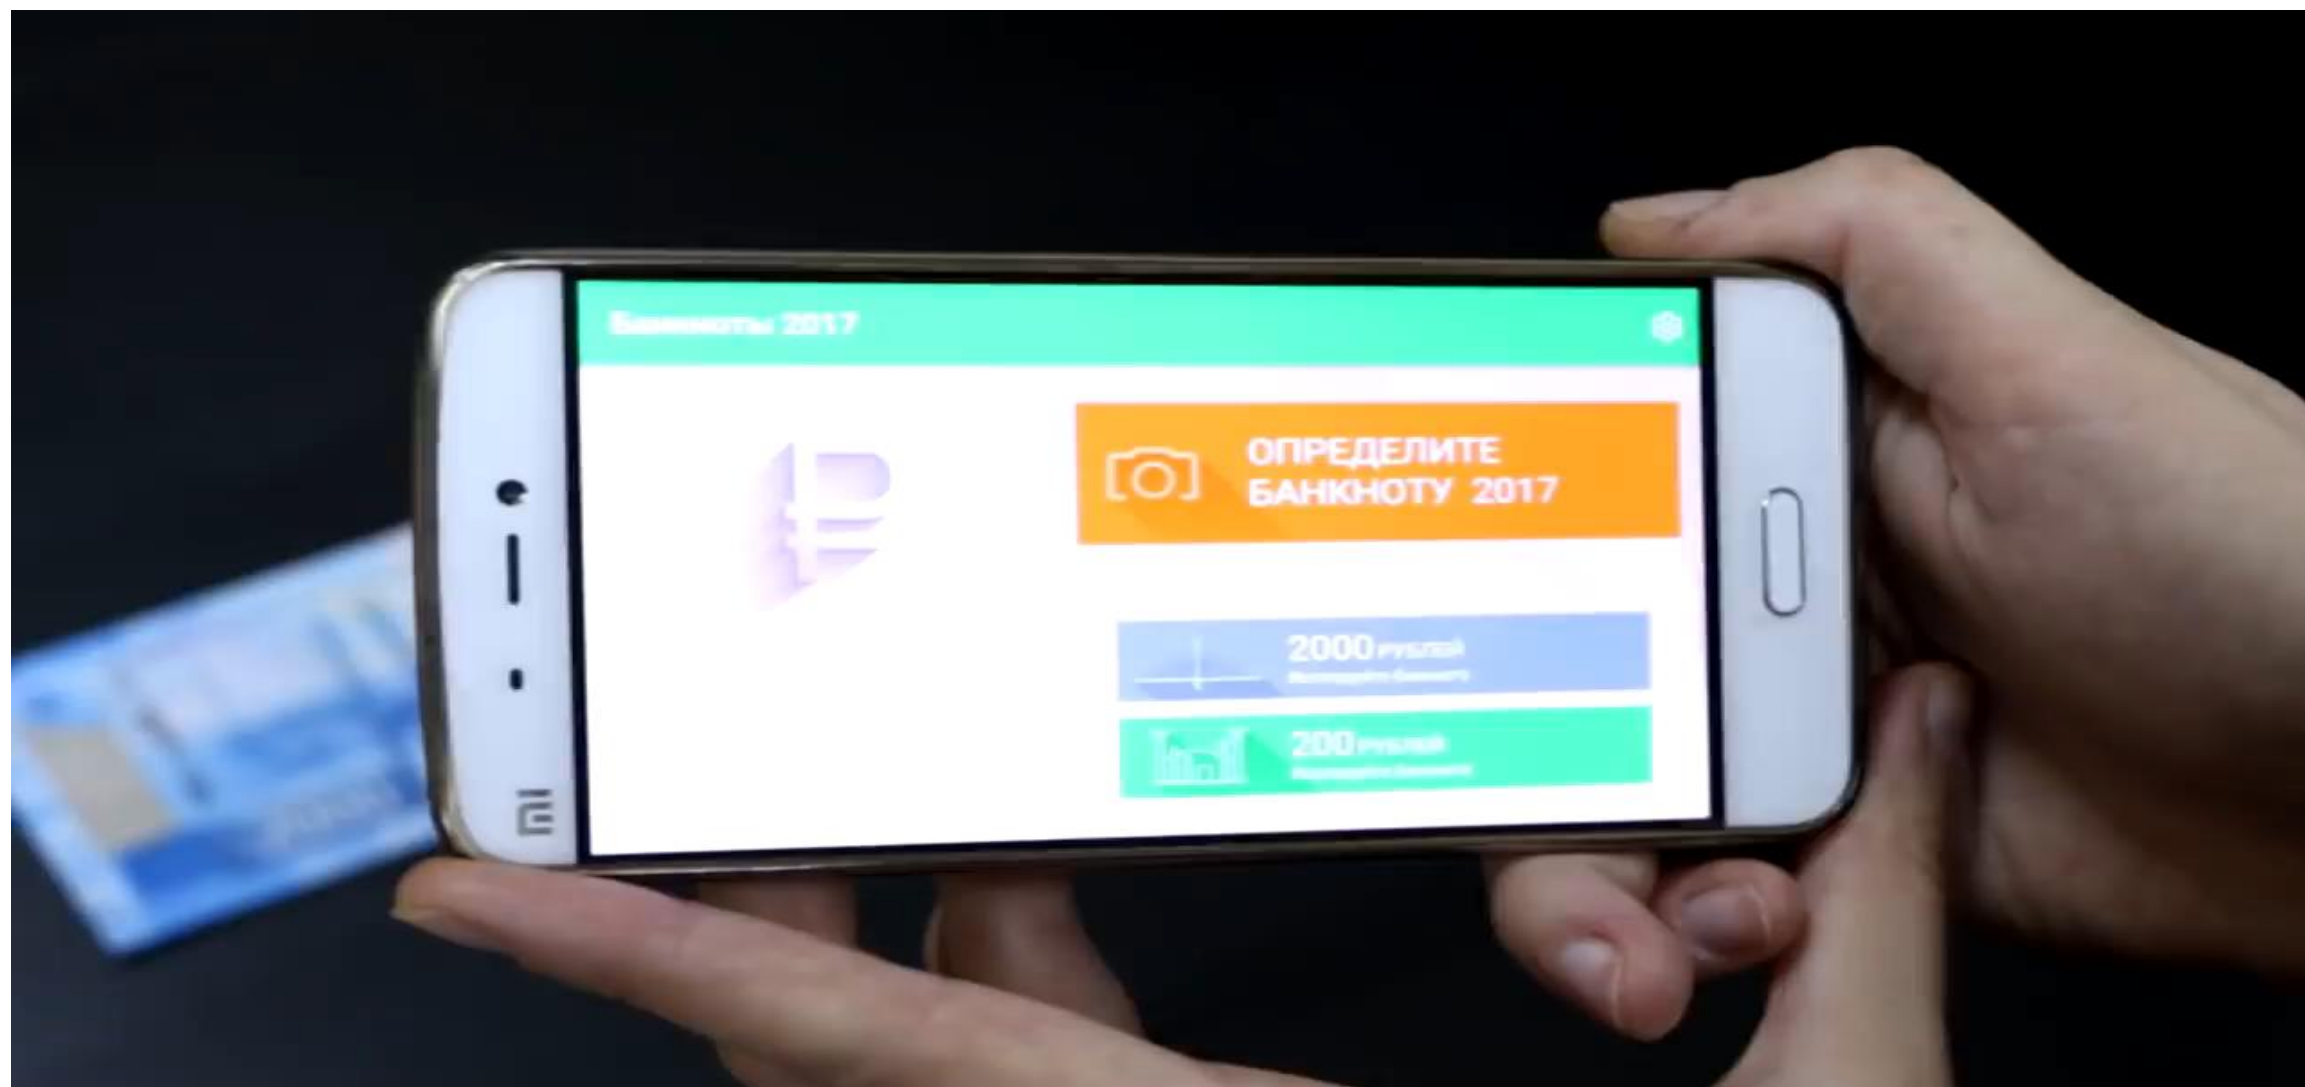 Банкноты 2017
ОПРЕДЕЛИТЕ
БАНКНОТУ 2017
2000 РУБЛЕЙ
200 РУБЛЕЙ